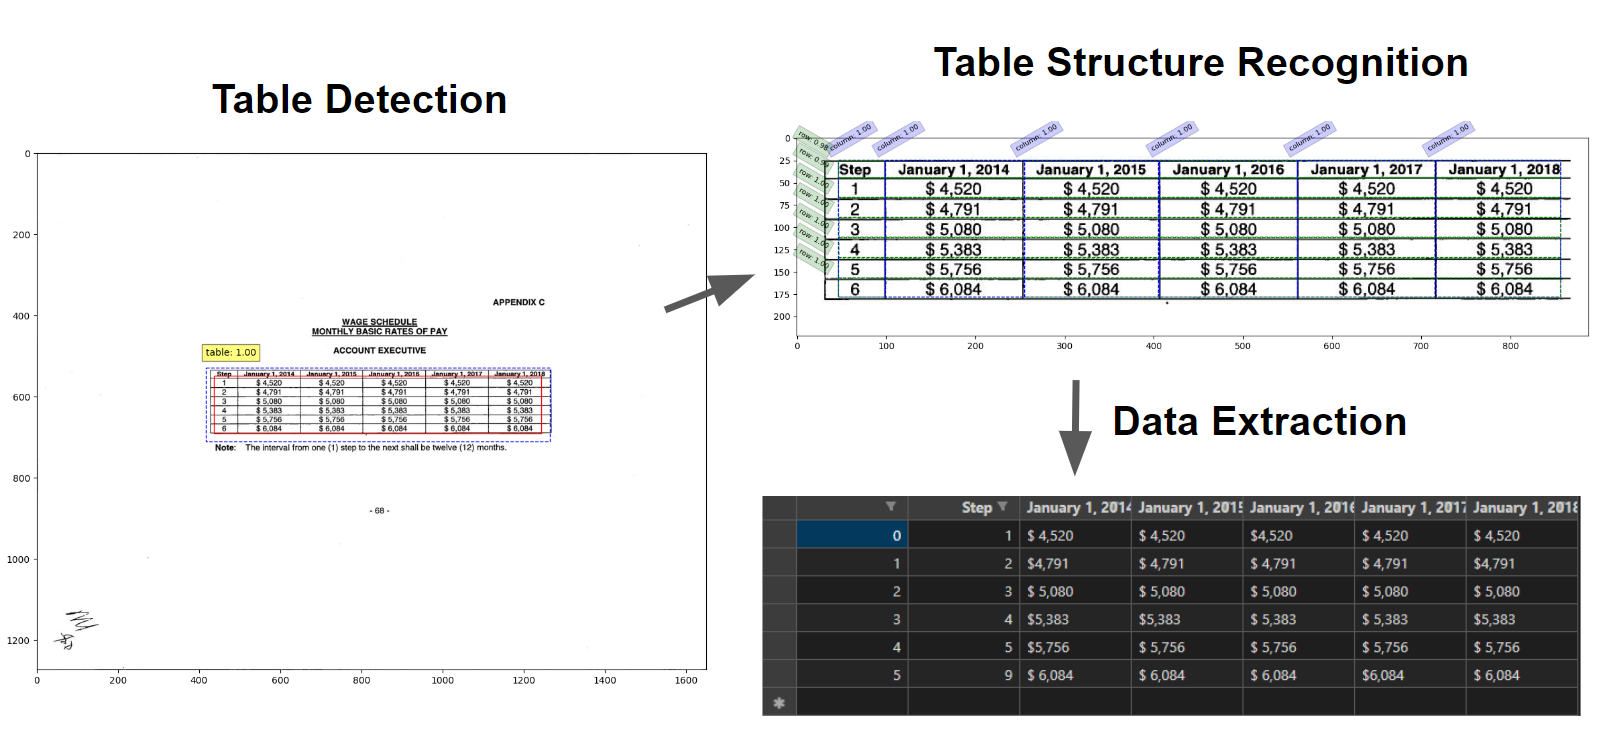 Table Detection
0
200
400
600
800
1000
1200
0 200 400 600 800 1000 1200 1400 1600
APPENDIX C
WAGE SCHEDULE
MONTHLY BASIC RATES OF PAY
ACCOUNT EXECUTIVE
table: 1.00
Step January 1, 2014 January 1, 2015 January 1, 2016 January 1, 2017 January 1, 2018
1 $ 4,520 $ 4,520 $ 4,520 $ 4,520 $ 4,520
2 $ 4,791 $ 4,791 $ 4,791 $ 4,791 $ 4,791
3 $ 5,080 $ 5,080 $ 5,080 $ 5,080 $ 5,080
4 $ 5,383 $ 5,383 $ 5,383 $ 5,383 $ 5,383
5 $ 5,756 $ 5,756 $ 5,756 $ 5,756 $ 5,756
6 $ 6,084 $ 6,084 $ 6,084 $ 6,084 $ 6,084
Note: The interval from one (1) step to the next shall be twelve (12) months.
- 68 -
Table Structure Recognition
column: 1.00 column: 1.00 column: 1.00 column: 1.00 column: 1.00 column: 1.00
row: 0.98
row: 1.00
row: 1.00
row: 1.00
row: 1.00
row: 1.00
0
25
50
75
100
125
150
175
200
Step January 1, 2014 January 1, 2015 January 1, 2016 January 1, 2017 January 1, 2018
1 $ 4,520 $ 4,520 $ 4,520 $ 4,520 $ 4,520
2 $ 4,791 $ 4,791 $ 4,791 $ 4,791 $ 4,791
3 $ 5,080 $ 5,080 $ 5,080 $ 5,080 $ 5,080
4 $ 5,383 $ 5,383 $ 5,383 $ 5,383 $ 5,383
5 $ 5,756 $ 5,756 $ 5,756 $ 5,756 $ 5,756
6 $ 6,084 $ 6,084 $ 6,084 $ 6,084 $ 6,084
0 100 200 300 400 500 600 700 800
Data Extraction
Step January 1, 2014 January 1, 2015 January 1, 2016 January 1, 2017 January 1, 2018
0 1 $ 4,520 $ 4,520 $4,520 $ 4,520 $ 4,520
1 2 $4,791 $ 4,791 $ 4,791 $ 4,791 $4,791
2 3 $ 5,080 $ 5,080 $ 5,080 $ 5,080 $ 5,080
3 4 $5,383 $5,383 $ 5,383 $ 5,383 $5,383
4 5 $5,756 $ 5,756 $ 5,756 $ 5,756 $ 5,756
5 9 $ 6,084 $ 6,084 $ 6,084 $6,084 $ 6,084